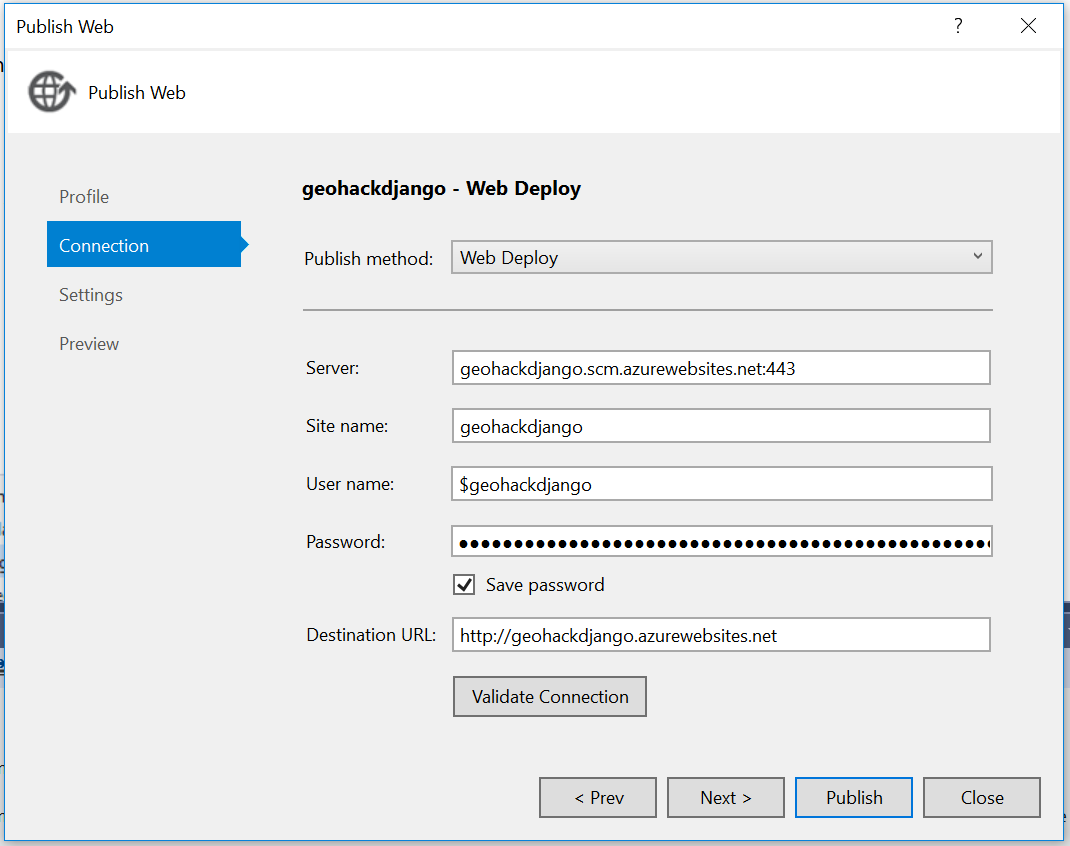 Publish Web
?
Publish Web
Profile
Connection
Settings
Preview
geohackdjango - Web Deploy
Publish method: Web Deploy
Server: geohackdjango.scm.azurewebsites.net:443
Site name: geohackdjango
User name: $geohackdjango
Password: 
Save password
Destination URL: http://geohackdjango.azurewebsites.net
Validate Connection
< Prev Next > Publish Close